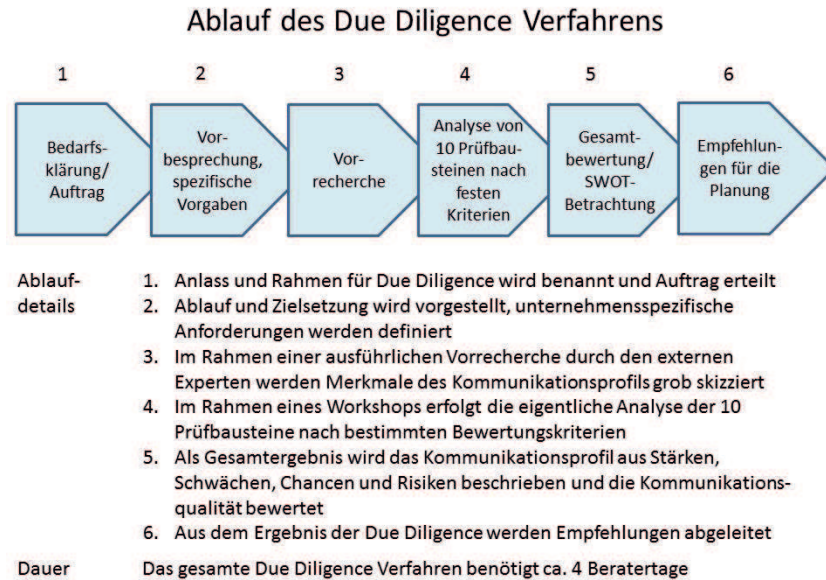 Ablauf des Due Diligence Verfahrens
1
2
3
4
5
6
Bedarfs-
klärung/
Auftrag
Vor-
besprechung,
spezifische
Vorgaben
Vor-
recherche
Analyse von
10 Prüfbau-
steinen nach
festen
Kriterien
Gesamt-
bewertung/
SWOT-
Betrachtung
Empfehlun-
gen für die
Planung
Ablauf-
details
1. Anlass und Rahmen für Due Diligence wird benannt und Auftrag erteilt
2. Ablauf und Zielsetzung wird vorgestellt, unternehmensspezifische
Anforderungen werden definiert
3. Im Rahmen einer ausführlichen Vorrecherche durch den externen
Experten werden Merkmale des Kommunikationsprofils grob skizziert
4. Im Rahmen eines Workshops erfolgt die eigentliche Analyse der 10
Prüfbausteine nach bestimmten Bewertungskriterien
5. Als Gesamtergebnis wird das Kommunikationsprofil aus Stärken,
Schwächen, Chancen und Risiken beschrieben und die Kommunikations-
qualität bewertet
6. Aus dem Ergebnis der Due Diligence werden Empfehlungen abgeleitet
Dauer Das gesamte Due Diligence Verfahren benötigt ca. 4 Beratertage